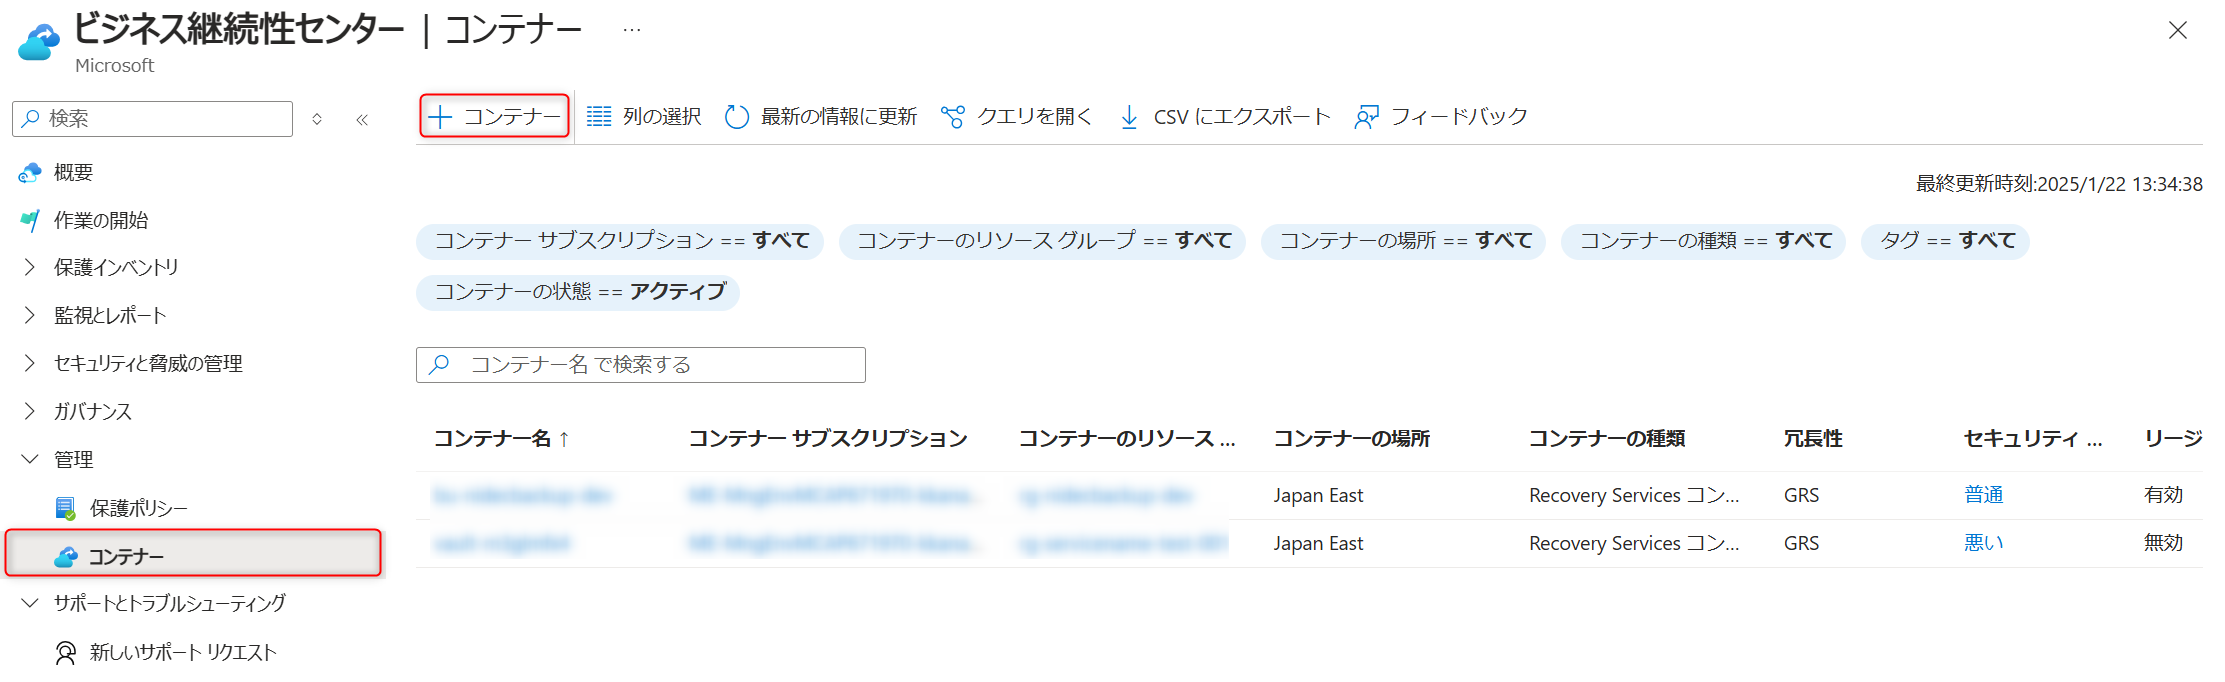 ビジネス継続性センター | コンテナー ...
Microsoft
検索
概要
作業の開始
保護インベントリ
監視とレポート
セキュリティと脅威の管理
ガバナンス
管理
保護ポリシー
コンテナー
サポートとトラブルシューティング
新しいサポート リクエスト
コンテナー 列の選択 最新の情報に更新 クエリを開く CSV にエクスポート フィードバック
最終更新時刻:2025/1/22 13:34:38
コンテナー サブスクリプション == すべて コンテナーのリソース グループ == すべて コンテナーの場所 == すべて コンテナーの種類 == すべて タグ == すべて
コンテナーの状態 == アクティブ
コンテナー名 で検索する
コンテナー名 ↑ コンテナー サブスクリプション コンテナーのリソース ... コンテナーの場所 コンテナーの種類 冗長性 セキュリティ ... リージ
Japan East Recovery Services コン... GRS 普通 有効
Japan East Recovery Services コン... GRS 悪い 無効